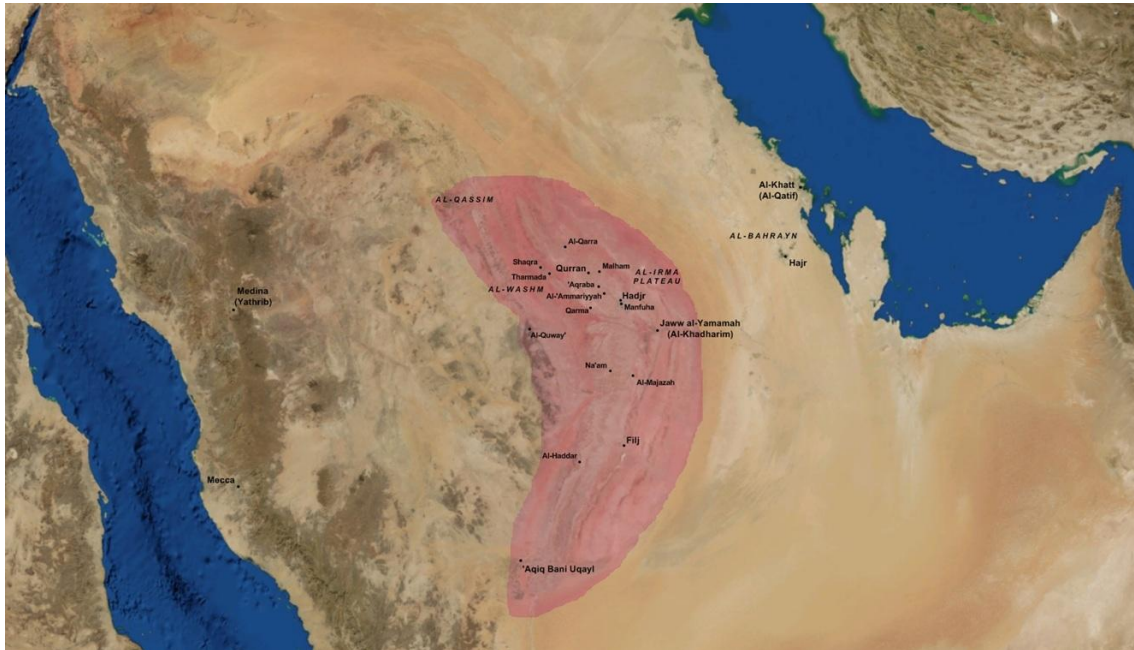 Al-Khatt
(Al-Qatif)
AL-QASSIM
AL-BAHRAYN
Al-Qarra
Hajr
Shaqra
Qurran
Malham
AL-IRMA
PLATEAU
Tharmada
'Aqraba
AL-WASHM
Al-'Ammariyyah
Hadjr
Medina
(Yathrib)
Manfuha
Qarma
Jaww al-Yamamah
(Al-Khadharim)
Al-Quway'
Na'am
Al-Majazah
Filj
Al-Haddar
Mecca
'Aqiq Bani Uqayl